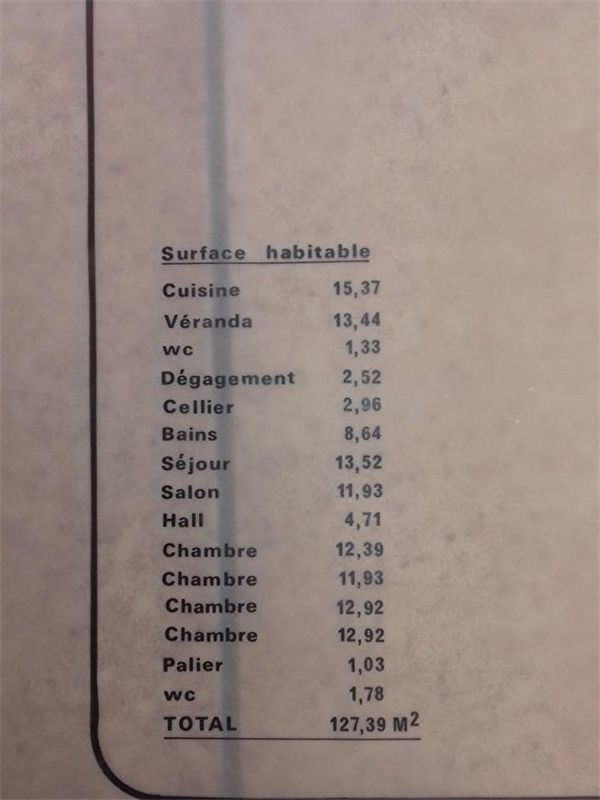 Surface habitable
Cuisine 15,37
Véranda 13,44
wc 1,33
Dégagement 2,52
Cellier 2,96
Bains 8,64
Séjour 13,52
Salon 11,93
Hall 4,71
Chambre 12,39
Chambre 11,93
Chambre 12,92
Chambre 12,92
Palier 1,03
wc 1,78
TOTAL 127,39 M²